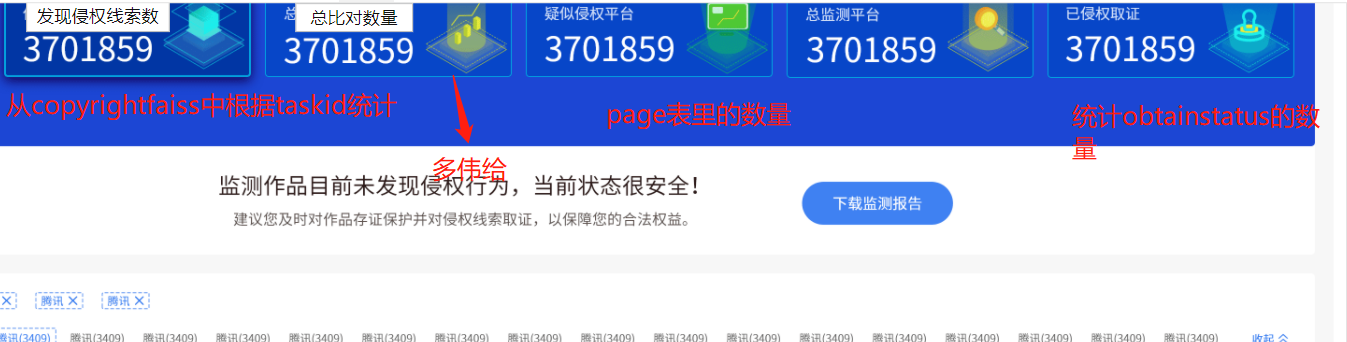 发现侵权线索数
总比对数量
疑似侵权平台
总监测平台
已侵权取证
3701859
3701859
3701859
3701859
3701859
从copyrightfaiss中根据taskid统计
page表里的数量
统计obtainstatus的数
量
多伟给
监测作品目前未发现侵权行为，当前状态很安全！
建议您及时对作品存证保护并对侵权线索取证，以保障您的合法权益。
下载监测报告
腾讯 ×
腾讯 ×
腾讯(3409) 腾讯(3409) 腾讯(3409) 腾讯(3409) 腾讯(3409) 腾讯(3409) 腾讯(3409) 腾讯(3409) 腾讯(3409) 腾讯(3409) 腾讯(3409) 腾讯(3409) 腾讯(3409) 腾讯(3409) 腾讯(3409) 腾讯(3409) 腾讯(3409) 收起